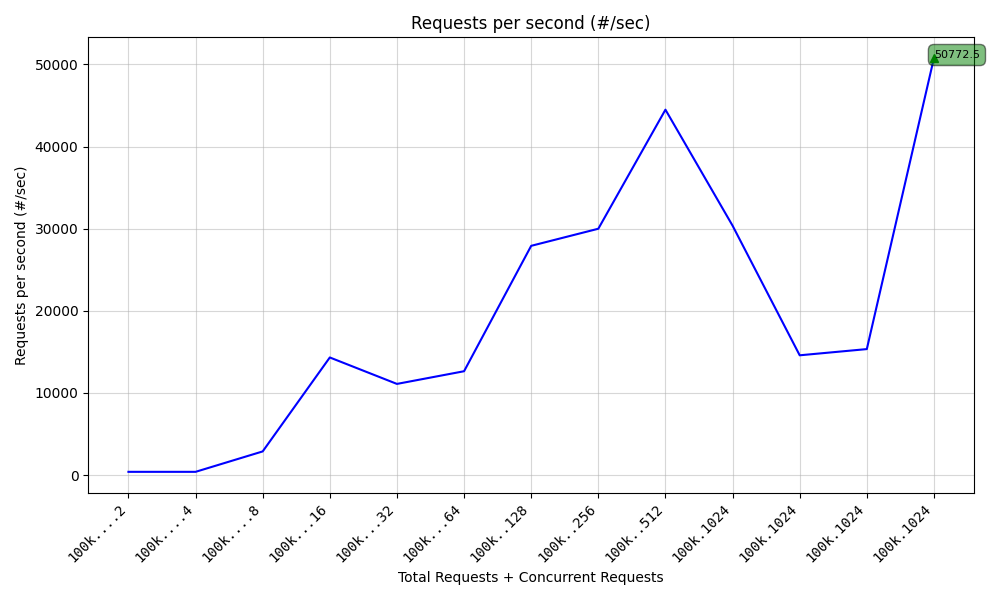 Requests per second (#/sec)
50772.5
50000
40000
30000
20000
10000
0
Requests per second (#/sec)
100k....2
100k....4
100k....8
100k...16
100k...32
100k...64
100k..128
100k..256
100k..512
100k.1024
100k.1024
100k.1024
100k.1024
Total Requests + Concurrent Requests